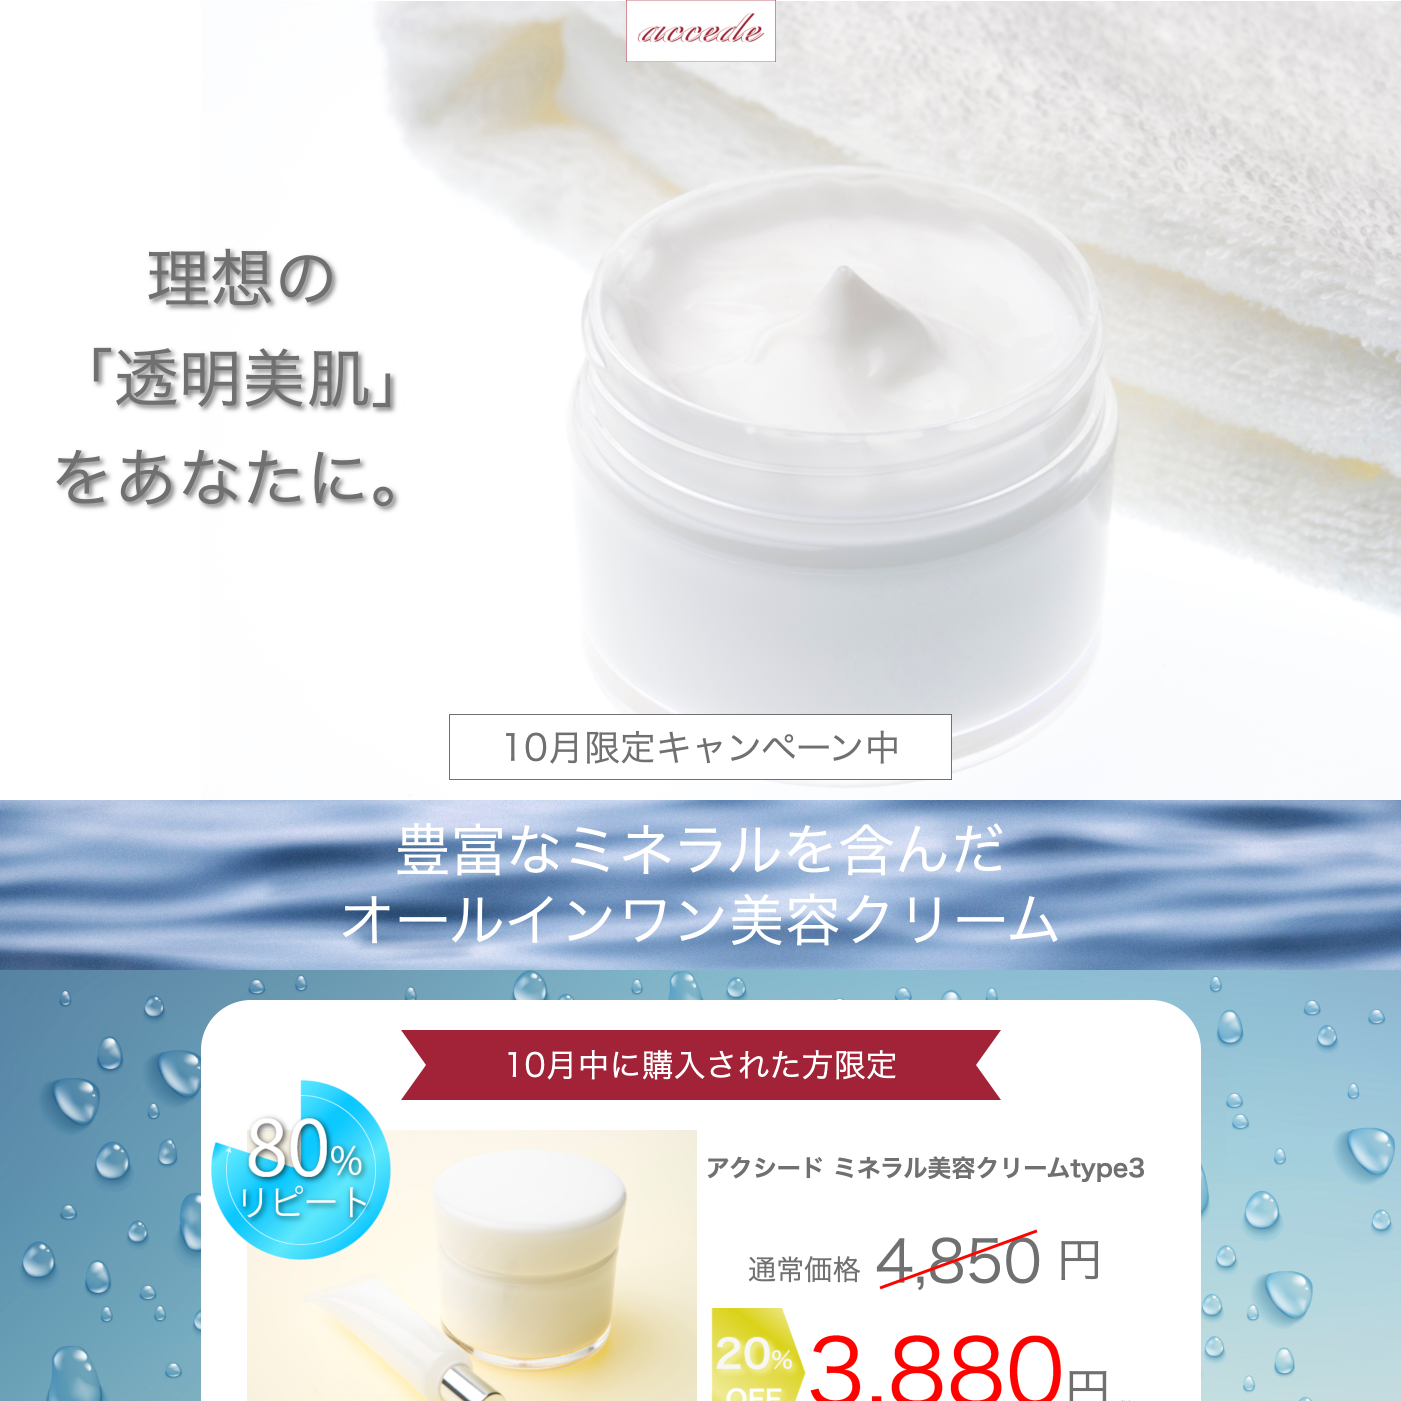 accede
理想の
「透明美肌」
をあなたに。
10月限定キャンペーン中
豊富なミネラルを含んだ
オールインワン美容クリーム
10月中に購入された方限定
80%
リピート
アクシード ミネラル美容クリームtype3
通常価格 4,850 円
20%
OFF
3,880円